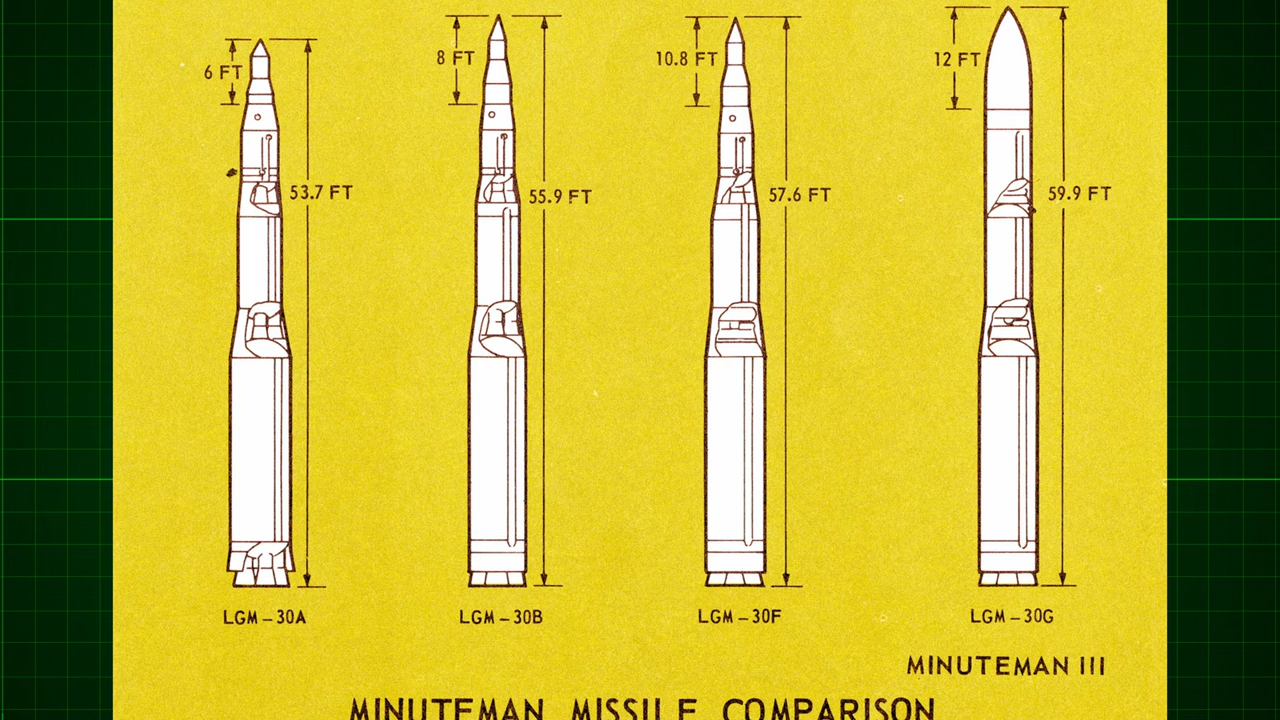 6 FT
8 FT
10.8 FT
12 FT
53.7 FT
55.9 FT
57.6 FT
59.9 FT
LGM – 30A
LGM – 30B
LGM – 30F
LGM – 30G
MINUTEMAN III
MINUTEMAN MISSILE COMPARISON